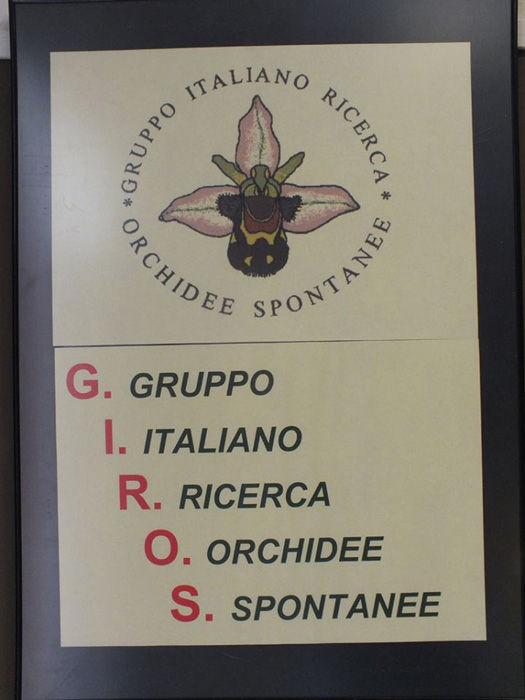 *GRUPPO ITALIANO RICERCA*
ORCHIDEE SPONTANEE
G. GRUPPO
I. ITALIANO
R. RICERCA
O. ORCHIDEE
S. SPONTANEE